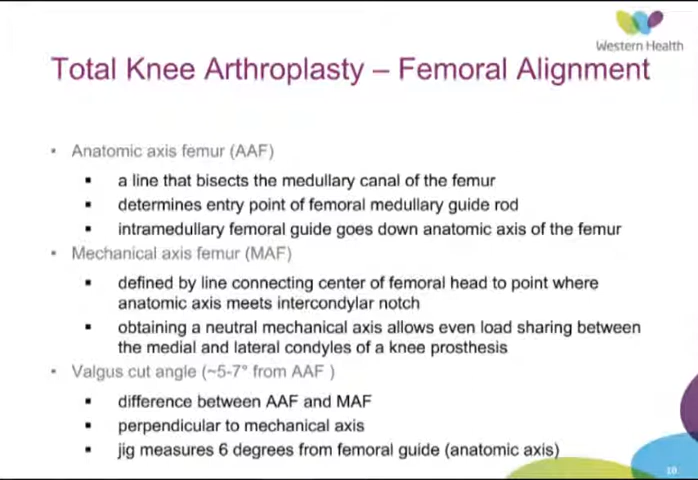 Western Health
Total Knee Arthroplasty – Femoral Alignment
• Anatomic axis femur (AAF)
▪ a line that bisects the medullary canal of the femur
▪ determines entry point of femoral medullary guide rod
▪ intramedullary femoral guide goes down anatomic axis of the femur
• Mechanical axis femur (MAF)
▪ defined by line connecting center of femoral head to point where
anatomic axis meets intercondylar notch
▪ obtaining a neutral mechanical axis allows even load sharing between
the medial and lateral condyles of a knee prosthesis
• Valgus cut angle (~5-7° from AAF )
▪ difference between AAF and MAF
▪ perpendicular to mechanical axis
▪ jig measures 6 degrees from femoral guide (anatomic axis)